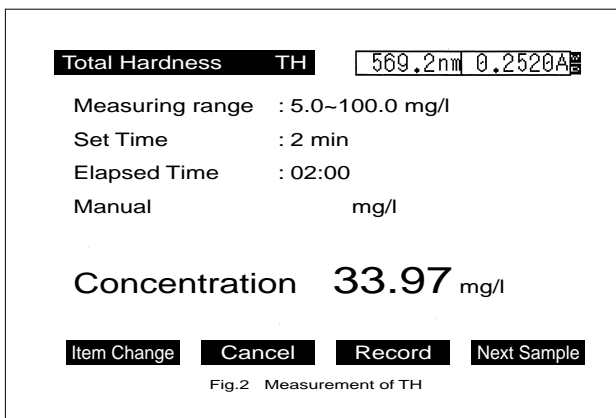 Total Hardness TH 569.2nm 0.2520A
Measuring range : 5.0~100.0 mg/l
Set Time : 2 min
Elapsed Time : 02:00
Manual mg/l
Concentration 33.97 mg/l
Item Change Cancel Record Next Sample
Fig.2 Measurement of TH